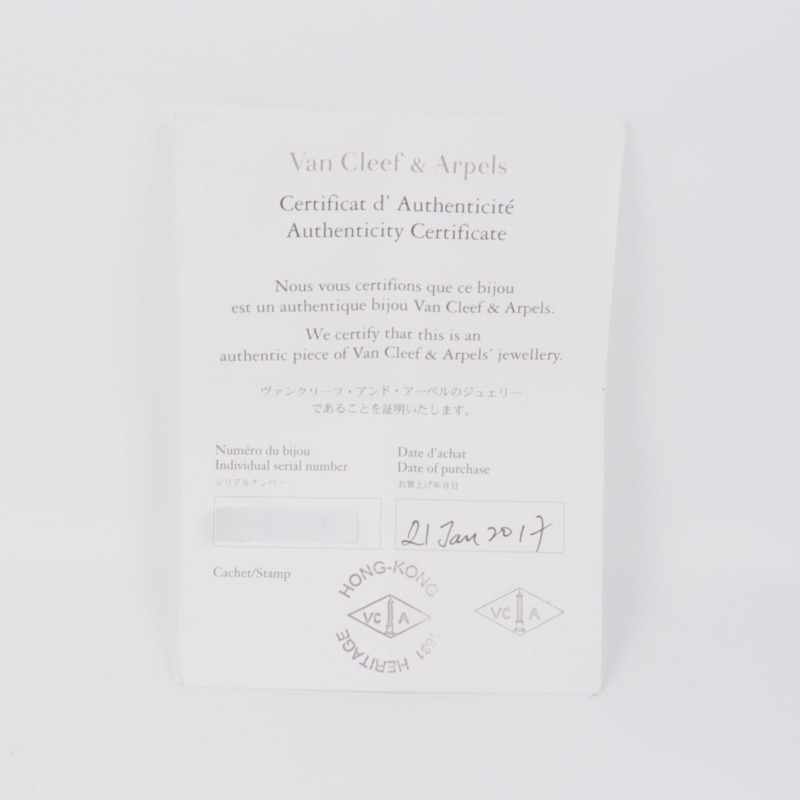 Van Cleef & Arpels
Certificat d' Authenticité
Authenticity Certificate
Nous vous certifions que ce bijou
est un authentique bijou Van Cleef & Arpels.
We certify that this is an
authentic piece of Van Cleef & Arpels' jewellery.
ヴァンクリーフ・アンド・アーペルのジュエリー
であることを証明いたします。
Numéro du bijou
Individual serial number
シリアルナンバー
Date d'achat
Date of purchase
お買上げ年月日
21 Jan 2017
Cachet/Stamp
HONG-KONG
VC A
1881 HERITAGE
VC A